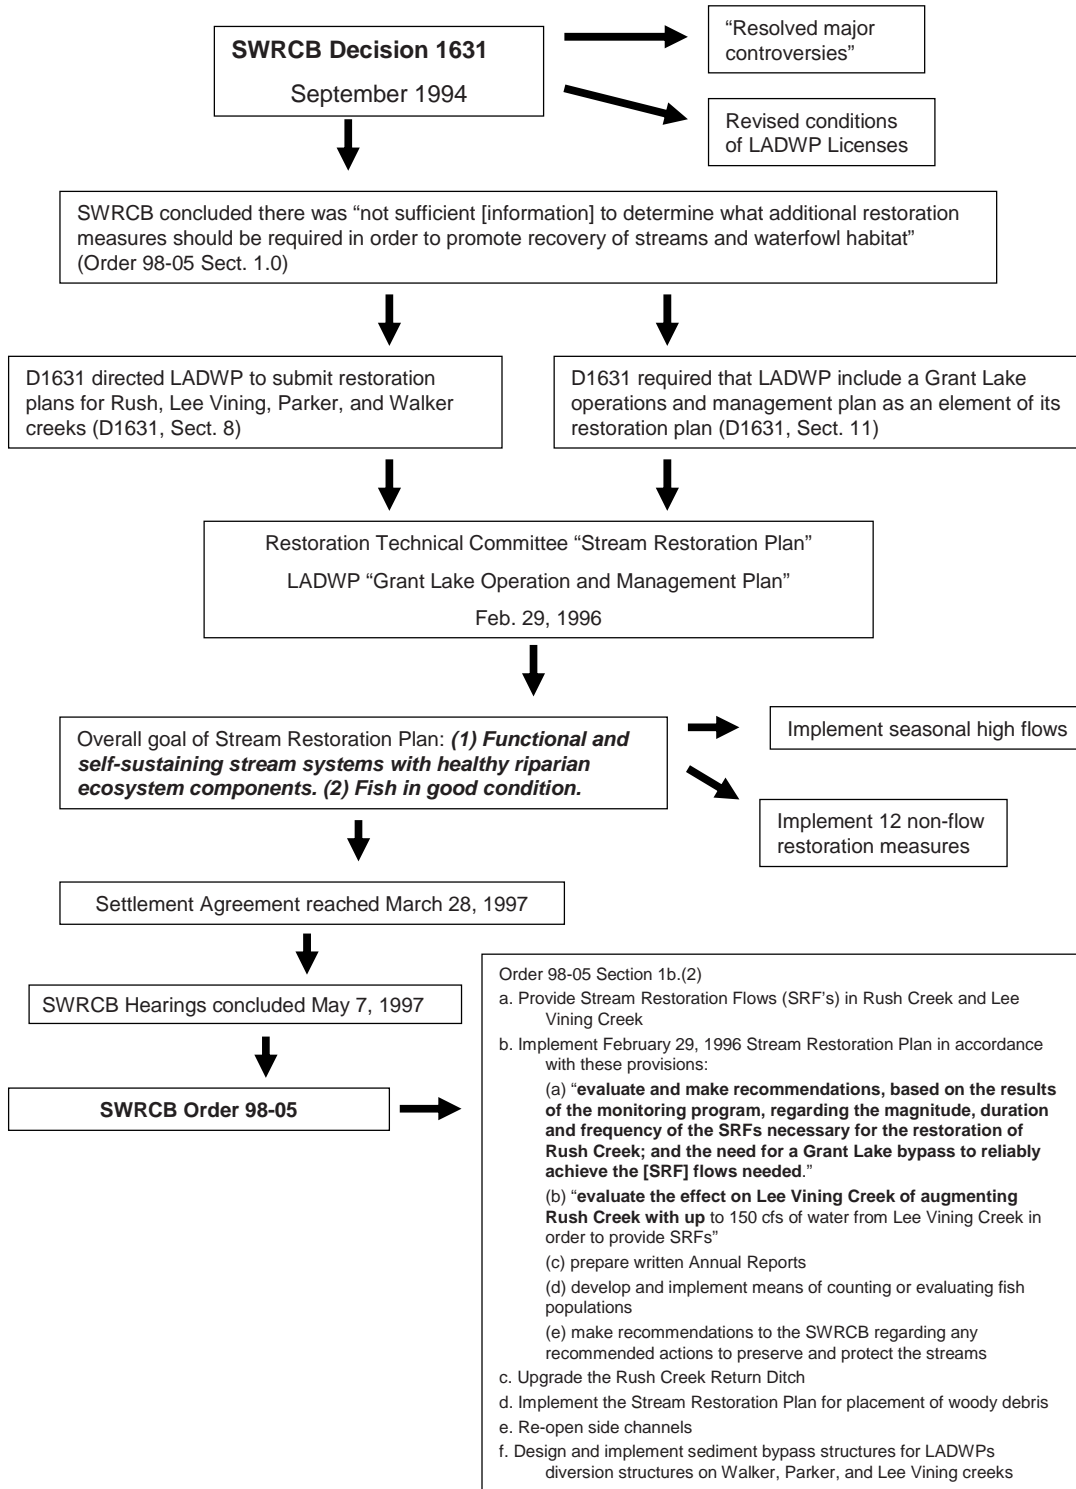 SWRCB Decision 1631
September 1994
“Resolved major
controversies”
Revised conditions
of LADWP Licenses
SWRCB concluded there was “not sufficient [information] to determine what additional restoration
measures should be required in order to promote recovery of streams and waterfowl habitat”
(Order 98-05 Sect. 1.0)
D1631 directed LADWP to submit restoration
plans for Rush, Lee Vining, Parker, and Walker
creeks (D1631, Sect. 8)
D1631 required that LADWP include a Grant Lake
operations and management plan as an element of its
restoration plan (D1631, Sect. 11)
Restoration Technical Committee “Stream Restoration Plan”
LADWP “Grant Lake Operation and Management Plan”
Feb. 29, 1996
Overall goal of Stream Restoration Plan: (1) Functional and
self-sustaining stream systems with healthy riparian
ecosystem components. (2) Fish in good condition.
Implement seasonal high flows
Implement 12 non-flow
restoration measures
Settlement Agreement reached March 28, 1997
SWRCB Hearings concluded May 7, 1997
SWRCB Order 98-05
Order 98-05 Section 1b.(2)
a. Provide Stream Restoration Flows (SRF’s) in Rush Creek and Lee
Vining Creek
b. Implement February 29, 1996 Stream Restoration Plan in accordance
with these provisions:
(a) “evaluate and make recommendations, based on the results
of the monitoring program, regarding the magnitude, duration
and frequency of the SRFs necessary for the restoration of
Rush Creek; and the need for a Grant Lake bypass to reliably
achieve the [SRF] flows needed.”
(b) “evaluate the effect on Lee Vining Creek of augmenting
Rush Creek with up to 150 cfs of water from Lee Vining Creek in
order to provide SRFs”
(c) prepare written Annual Reports
(d) develop and implement means of counting or evaluating fish
populations
(e) make recommendations to the SWRCB regarding any
recommended actions to preserve and protect the streams
c. Upgrade the Rush Creek Return Ditch
d. Implement the Stream Restoration Plan for placement of woody debris
e. Re-open side channels
f. Design and implement sediment bypass structures for LADWPs
diversion structures on Walker, Parker, and Lee Vining creeks